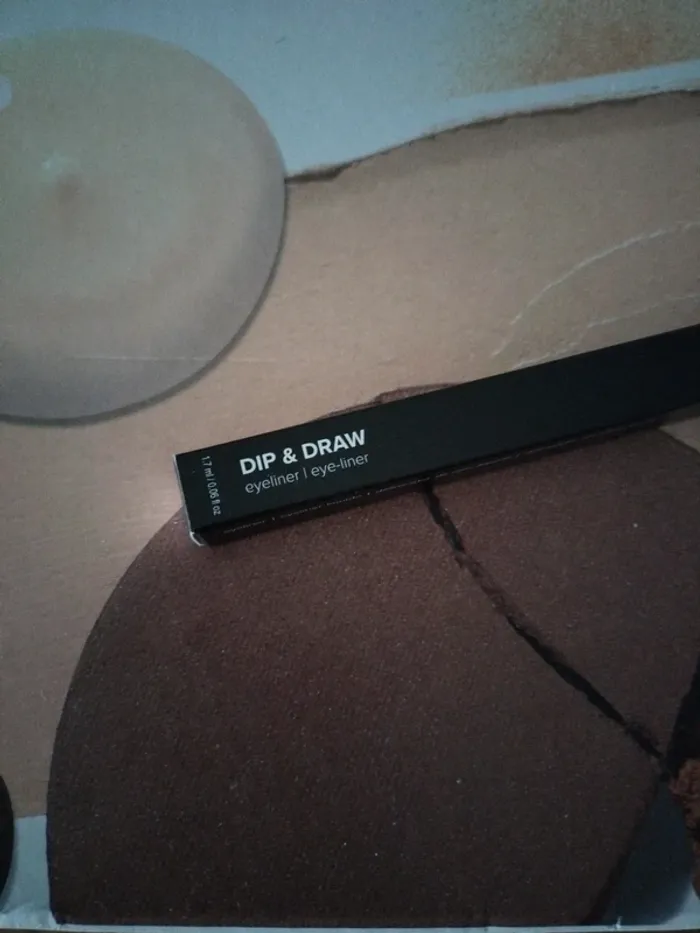 DIP & DRAW
eyeliner | eye-liner
1.7 ml / 0.06 fl oz